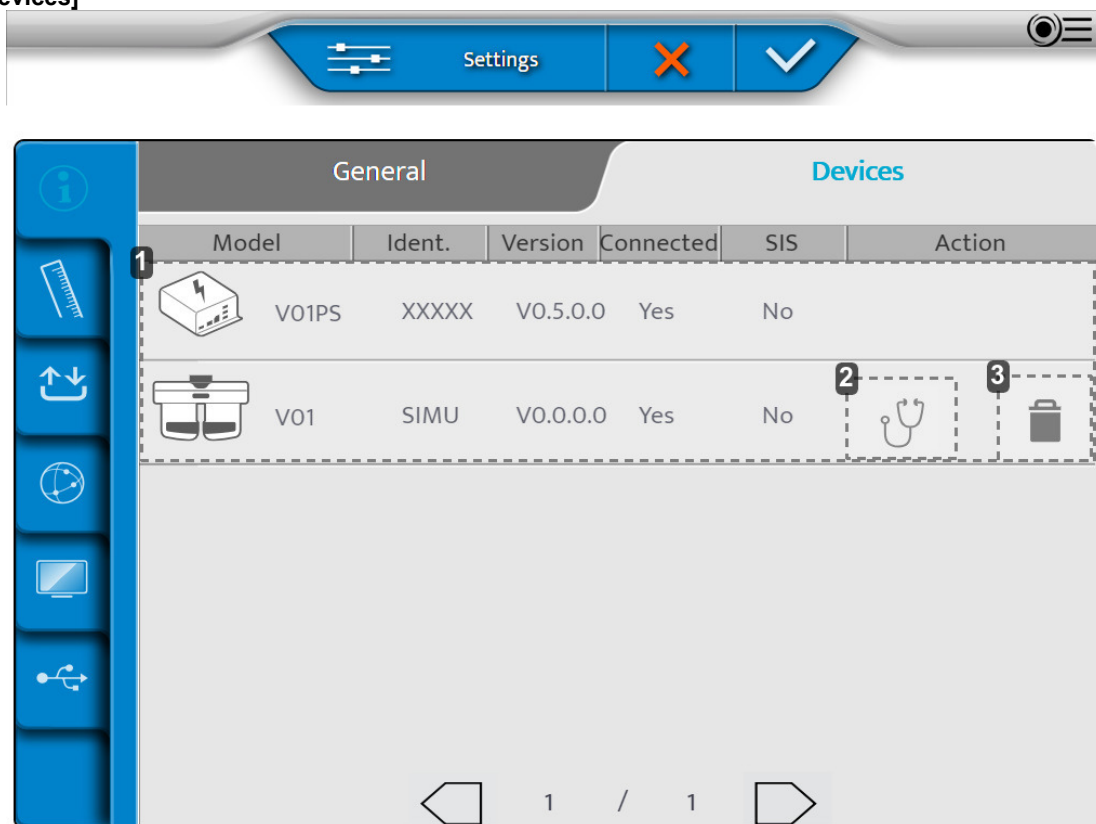 evices]
Settings
General
Devices
Model Ident. Version Connected SIS Action
1
V01PS XXXXX V0.5.0.0 Yes No
2 3
V01 SIMU V0.0.0.0 Yes No
1 / 1